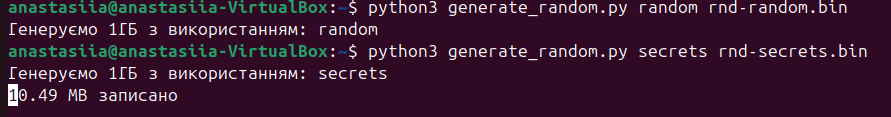 anastasiia@anastasiia-VirtualBox:~$ python3 generate_random.py random rnd-random.bin
Генеруємо 1ГБ з використанням: random
anastasiia@anastasiia-VirtualBox:~$ python3 generate_random.py secrets rnd-secrets.bin
Генеруємо 1ГБ з використанням: secrets
10.49 MB записано